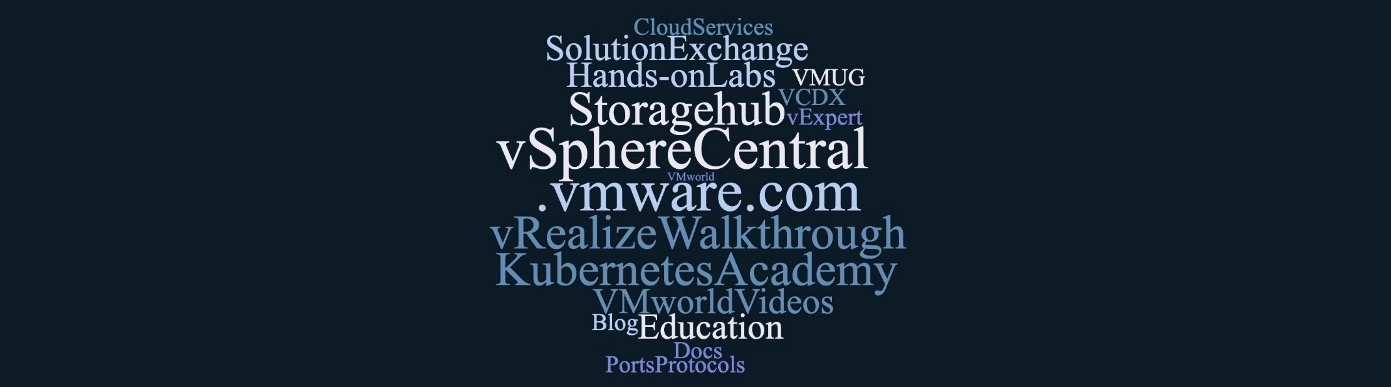 CloudServices
SolutionExchange
Hands-onLabs VMUG
Storagehub VCDX
vExpert
vSphereCentral
VMworld
.vmware.com
vRealizeWalkthrough
KubernetesAcademy
VMworldVideos
Blog Education
Docs
PortsProtocols